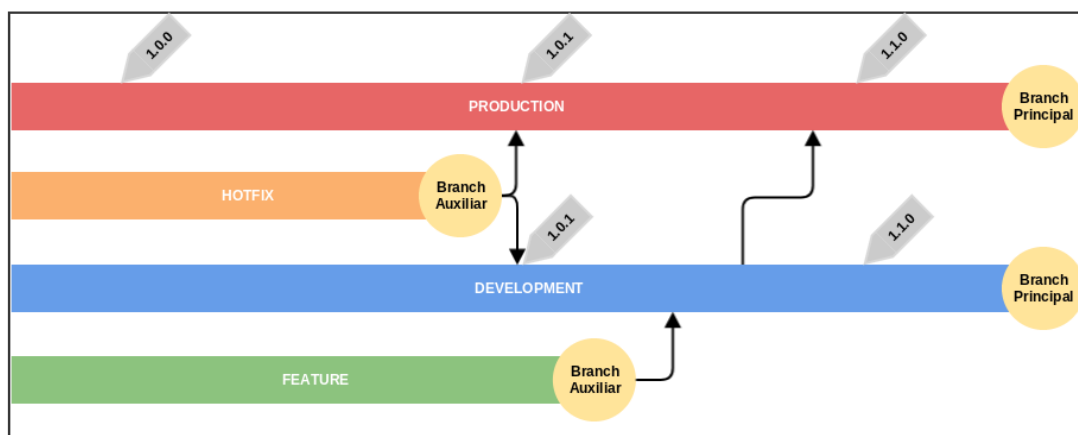 1.0.0
1.0.1
1.1.0
PRODUCTION
Branch
Principal
HOTFIX
Branch
Auxiliar
1.0.1
1.1.0
DEVELOPMENT
Branch
Principal
FEATURE
Branch
Auxiliar